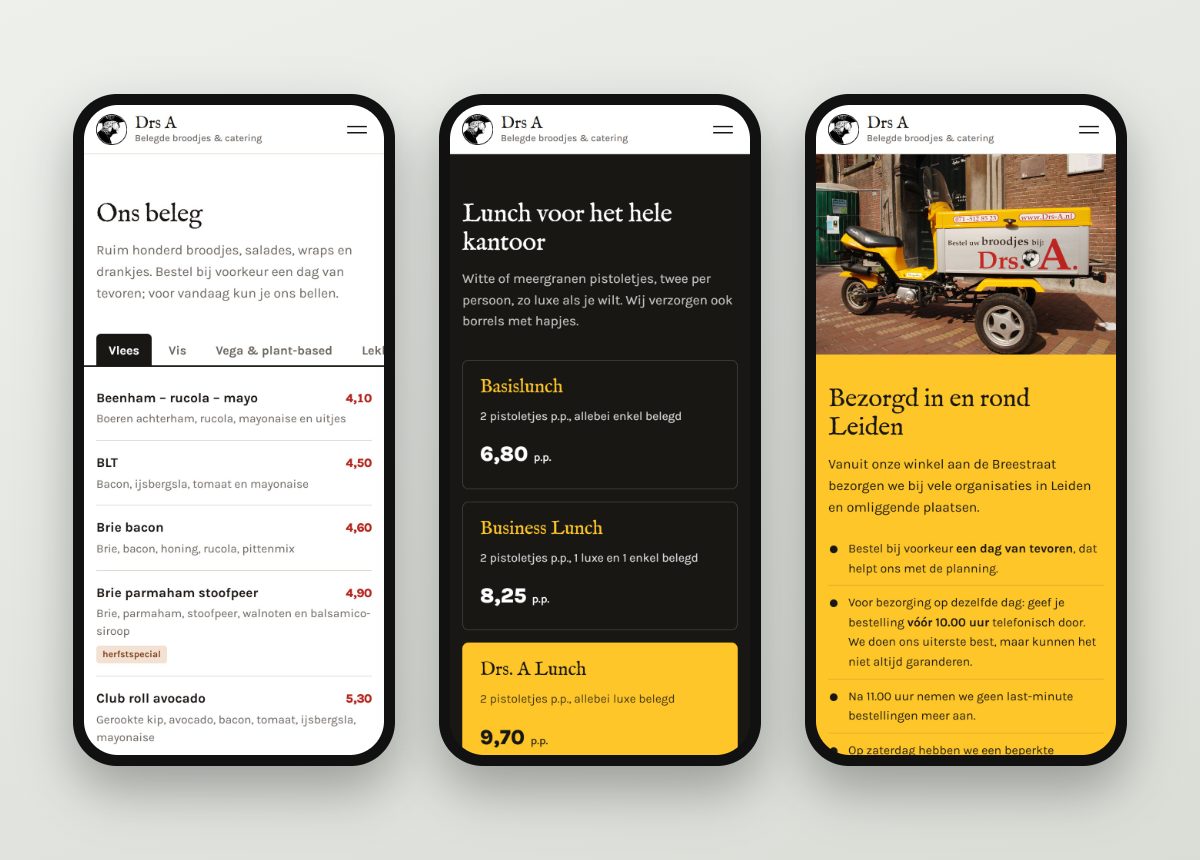 Drs A
Belegde broodjes & catering
Ons beleg
Ruim honderd broodjes, salades, wraps en
drankjes. Bestel bij voorkeur een dag van
tevoren; voor vandaag kun je ons bellen.
Vlees Vis Vega & plant-based Lekk
Beenham – rucola – mayo 4,10
Boeren achterham, rucola, mayonaise en uitjes
BLT 4,50
Bacon, ijsbergsla, tomaat en mayonaise
Brie bacon 4,60
Brie, bacon, honing, rucola, pittenmix
Brie parmaham stoofpeer 4,90
Brie, parmaham, stoofpeer, walnoten en balsamico-
siroop
herfstspecial
Club roll avocado 5,30
Gerookte kip, avocado, bacon, tomaat, ijsbergsla,
mayonaise
Drs A
Belegde broodjes & catering
Lunch voor het hele
kantoor
Witte of meergranen pistoletjes, twee per
persoon, zo luxe als je wilt. Wij verzorgen ook
borrels met hapjes.
Basislunch
2 pistoletjes p.p., allebei enkel belegd
6,80 p.p.
Business Lunch
2 pistoletjes p.p., 1 luxe en 1 enkel belegd
8,25 p.p.
Drs. A Lunch
2 pistoletjes p.p., allebei luxe belegd
9,70 p.p.
Drs A
Belegde broodjes & catering
www.Drs-A.nl
Bestel uw broodjes bij:
Drs. A.
Bezorgd in en rond
Leiden
Vanuit onze winkel aan de Breestraat
bezorgen we bij vele organisaties in Leiden
en omliggende plaatsen.
Bestel bij voorkeur een dag van tevoren, dat
helpt ons met de planning.
Voor bezorging op dezelfde dag: geef je
bestelling vóór 10.00 uur telefonisch door.
We doen ons uiterste best, maar kunnen het
niet altijd garanderen.
Na 11.00 uur nemen we geen last-minute
bestellingen meer aan.
Op zaterdag hebben we een beperkte